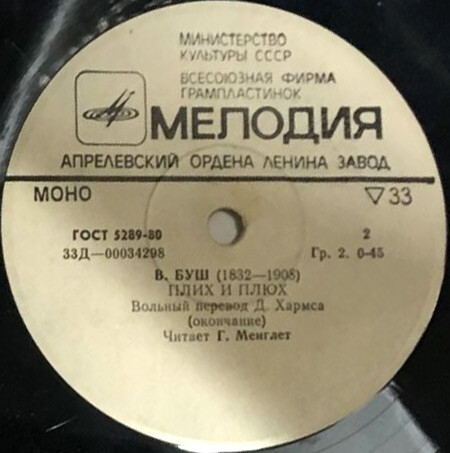 МИНИСТЕРСТВО
КУЛЬТУРЫ СССР
ВСЕСОЮЗНАЯ ФИРМА
ГРАМПЛАСТИНОК
МЕЛОДИЯ
АПРЕЛЕВСКИЙ ОРДЕНА ЛЕНИНА ЗАВОД
МОНО ▽33
ГОСТ 5289-80 2
33Д—00034298 Гр. 2. 0-45
В. БУШ (1832—1908)
ПЛИХ И ПЛЮХ
Вольный перевод Д. Хармса
(окончание)
Читает Г. Менглет